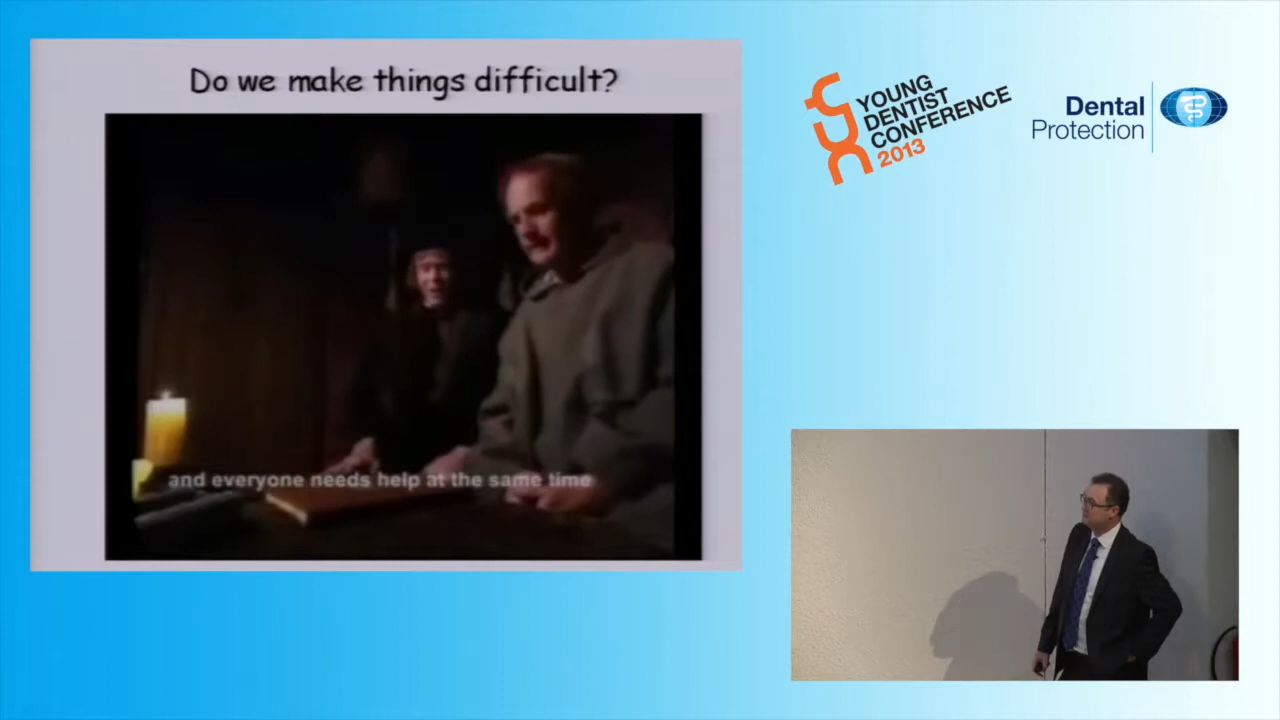 Do we make things difficult?
and everyone needs help at the same time
YOUNG
DENTIST
CONFERENCE
2013
Dental
Protection